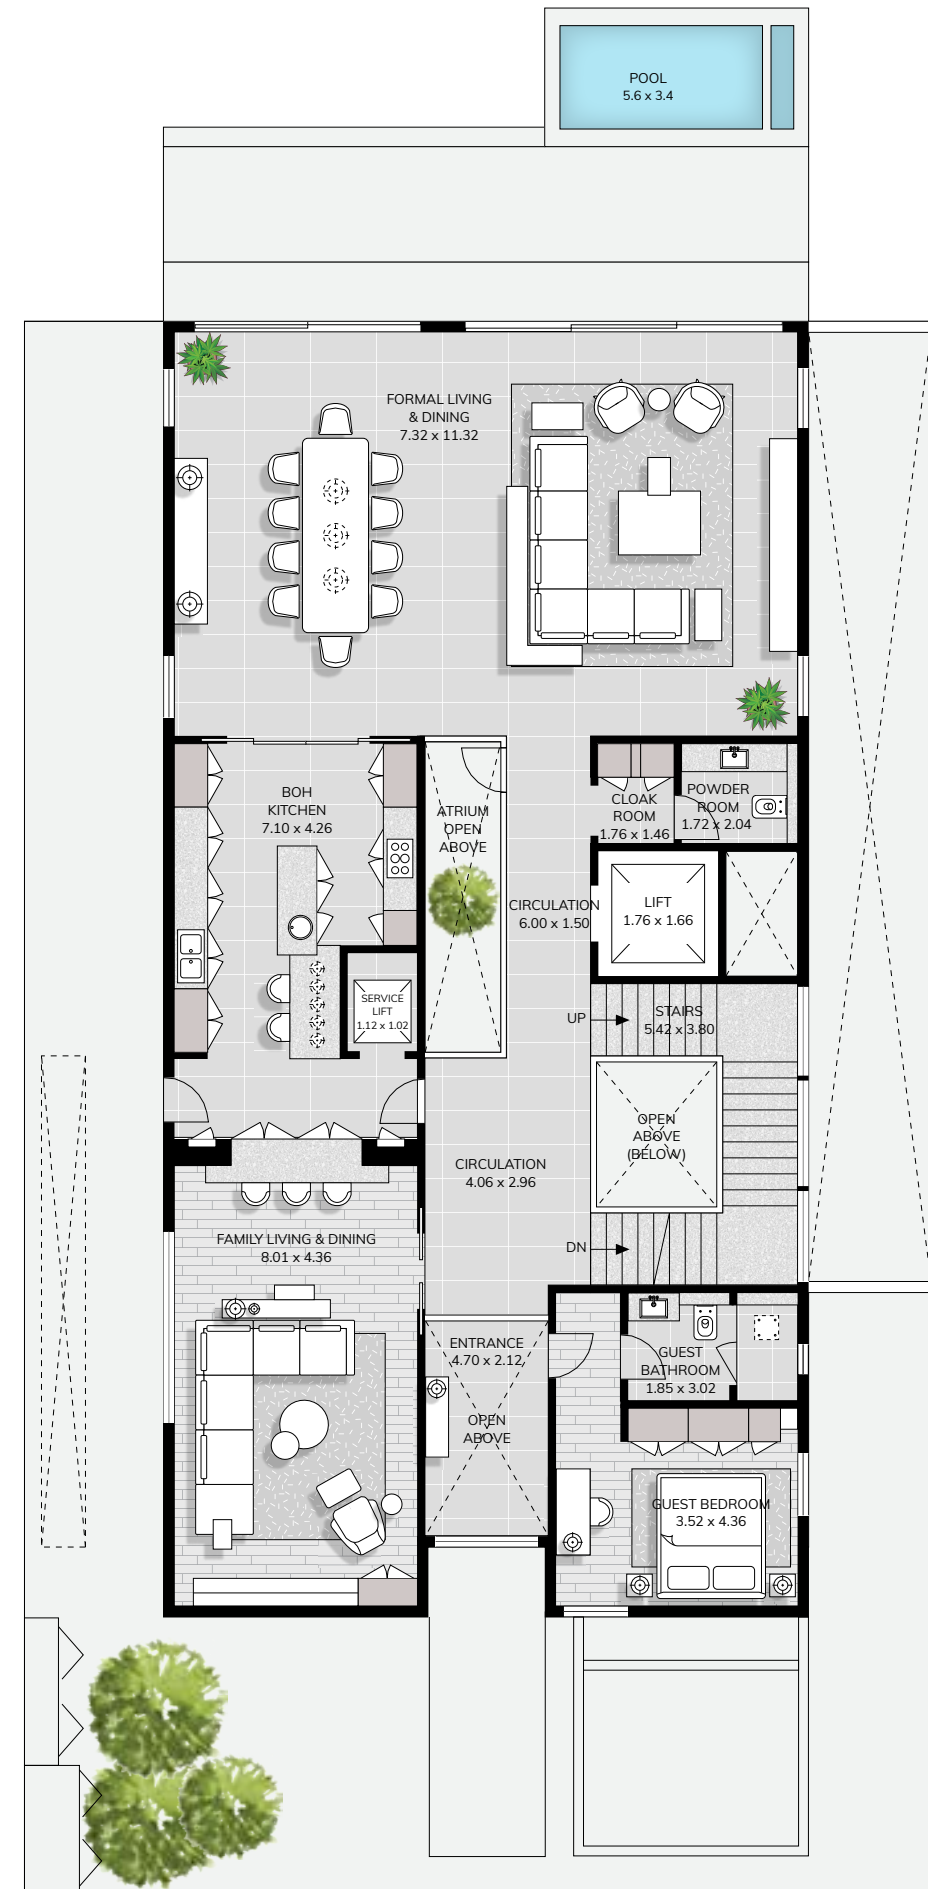 POOL
5.6 x 3.4
FORMAL LIVING
& DINING
7.32 x 11.32
BOH
KITCHEN
7.10 x 4.26
ATRIUM
OPEN
ABOVE
CLOAK
ROOM
1.76 x 1.46
POWDER
ROOM
1.72 x 2.04
CIRCULATION
6.00 x 1.50
LIFT
1.76 x 1.66
SERVICE
LIFT
1.12 x 1.02
UP
STAIRS
5.42 x 3.80
OPEN
ABOVE
(BELOW)
CIRCULATION
4.06 x 2.96
DN
FAMILY LIVING & DINING
8.01 x 4.36
ENTRANCE
4.70 x 2.12
OPEN
ABOVE
GUEST
BATHROOM
1.85 x 3.02
GUEST BEDROOM
3.52 x 4.36